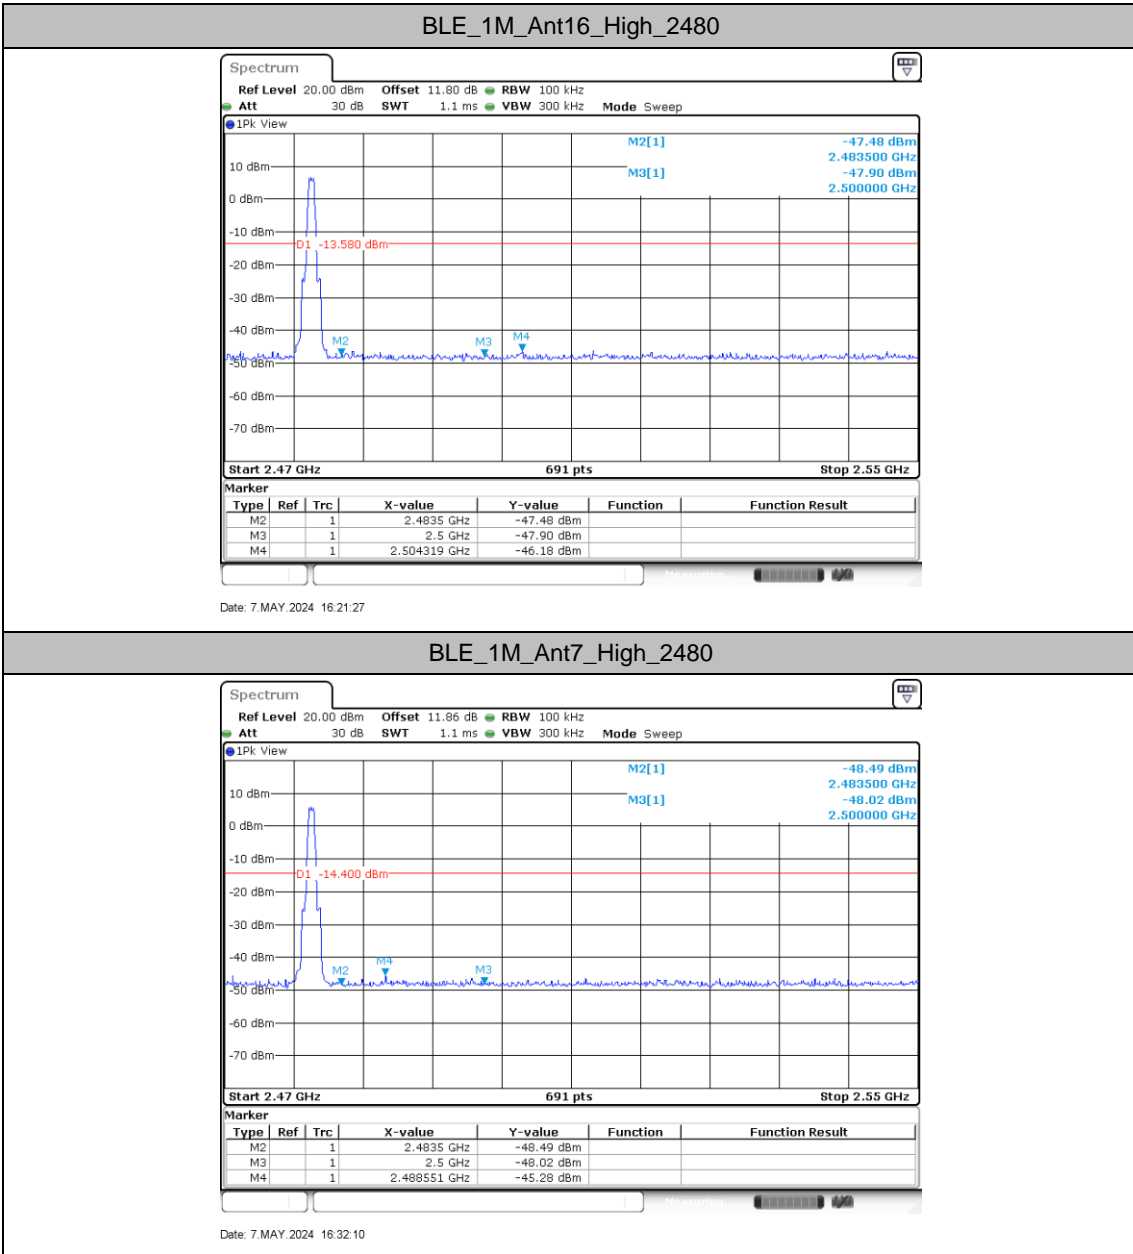 BLE_1M_Ant16_High_2480
Spectrum
Ref Level 20.00 dBm Offset 11.80 dB RBW 100 kHz
Att 30 dB SWT 1.1 ms VBW 300 kHz Mode Sweep
1Pk View
M2[1] -47.48 dBm
2.483500 GHz
10 dBm
M3[1] -47.90 dBm
2.500000 GHz
0 dBm
-10 dBm
D1 -13.580 dBm
-20 dBm
-30 dBm
-40 dBm
M2 M3 M4
-50 dBm
-60 dBm
-70 dBm
Start 2.47 GHz 691 pts Stop 2.55 GHz
Marker
Type Ref Trc X-value Y-value Function Function Result
M2 1 2.4835 GHz -47.48 dBm
M3 1 2.5 GHz -47.90 dBm
M4 1 2.504319 GHz -46.18 dBm
Measuring...
Date: 7.MAY.2024 16:21:27
BLE_1M_Ant7_High_2480
Spectrum
Ref Level 20.00 dBm Offset 11.86 dB RBW 100 kHz
Att 30 dB SWT 1.1 ms VBW 300 kHz Mode Sweep
1Pk View
M2[1] -48.49 dBm
2.483500 GHz
10 dBm
M3[1] -48.02 dBm
2.500000 GHz
0 dBm
-10 dBm
D1 -14.400 dBm
-20 dBm
-30 dBm
-40 dBm
M2 M4 M3
-50 dBm
-60 dBm
-70 dBm
Start 2.47 GHz 691 pts Stop 2.55 GHz
Marker
Type Ref Trc X-value Y-value Function Function Result
M2 1 2.4835 GHz -48.49 dBm
M3 1 2.5 GHz -48.02 dBm
M4 1 2.488551 GHz -45.28 dBm
Measuring...
Date: 7.MAY.2024 16:32:10